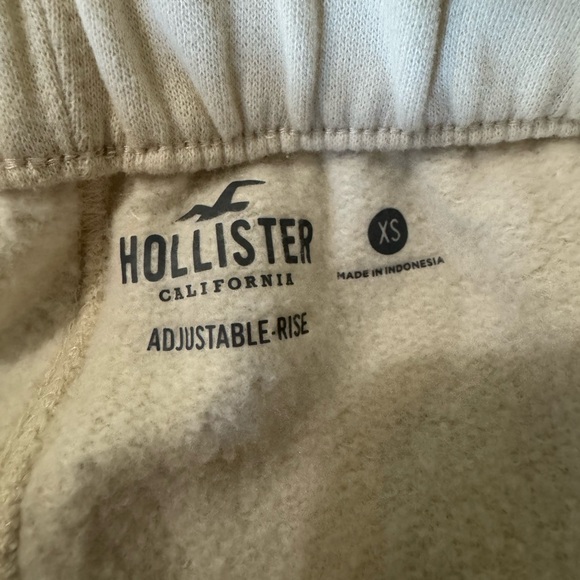 HOLLISTER
CALIFORNIA
ADJUSTABLE-RISE
XS
MADE IN INDONESIA